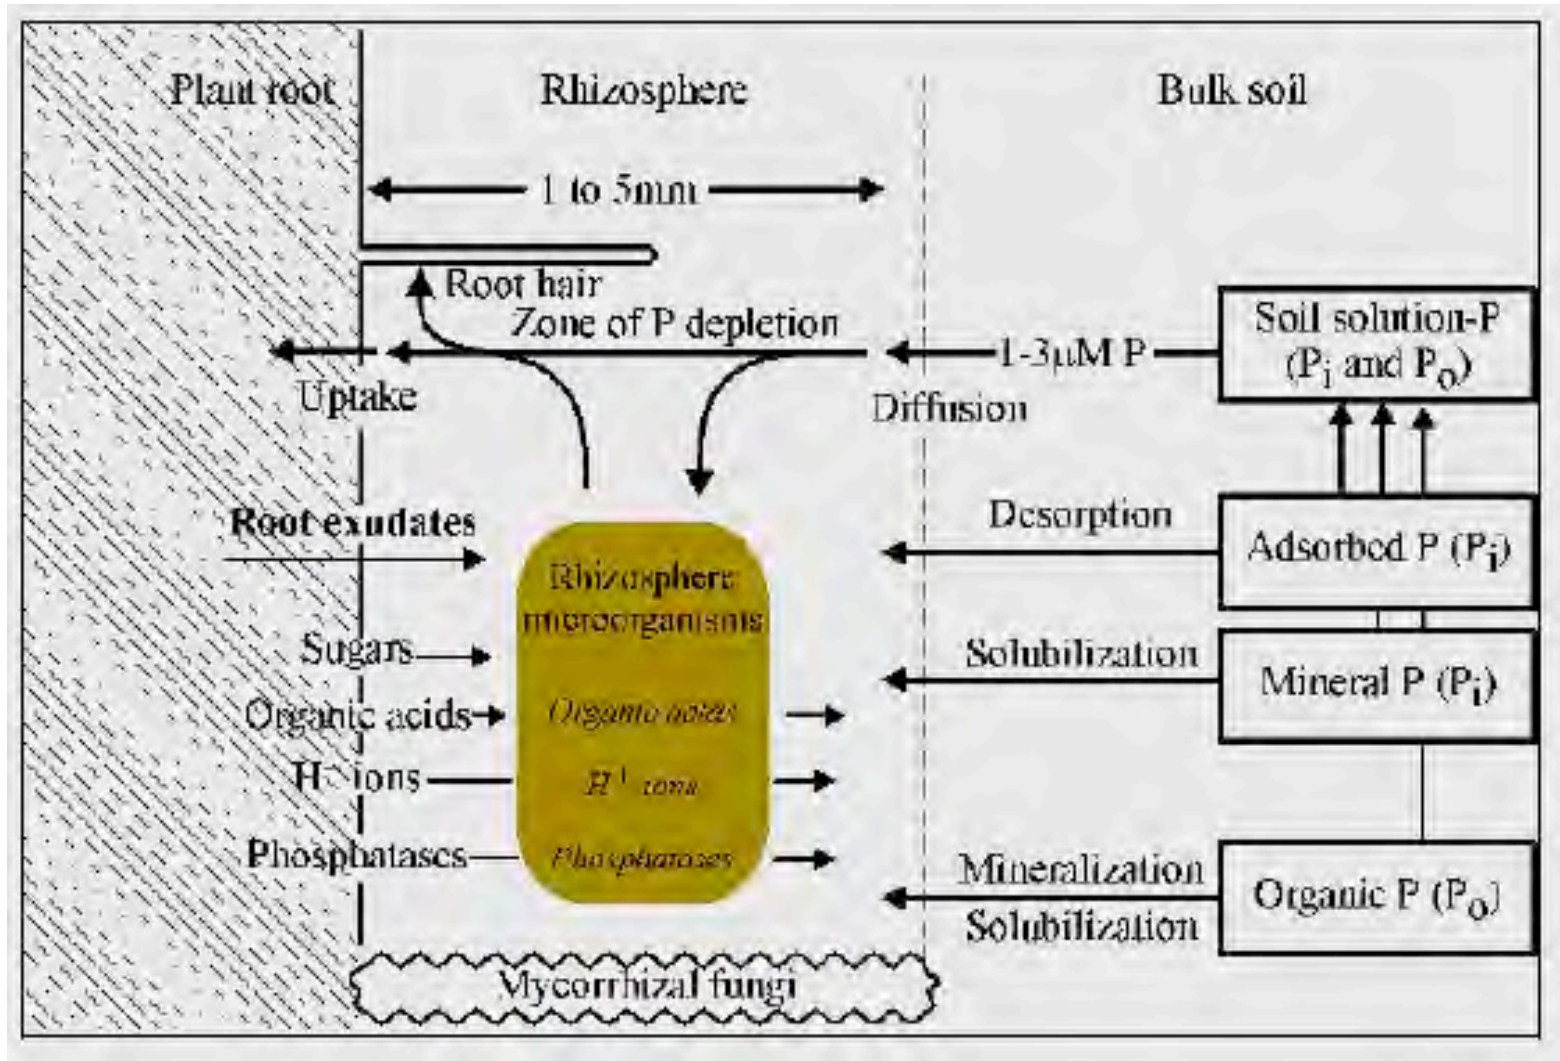 Plant root
Rhizosphere
Bulk soil
1 to 5mm
Root hair
Zone of P depletion
Uptake
1-3µM P
Diffusion
Soil solution-P
(Pi and Po)
Root exudates
Rhizosphere
microorganisms
Desorption
Adsorbed P (Pi)
Sugars
Solubilization
Mineral P (Pi)
Organic acids
Organic acids
H⁺ ions
H⁺ ions
Phosphatases
Phosphatases
Mineralization
Solubilization
Organic P (Po)
Mycorrhizal fungi